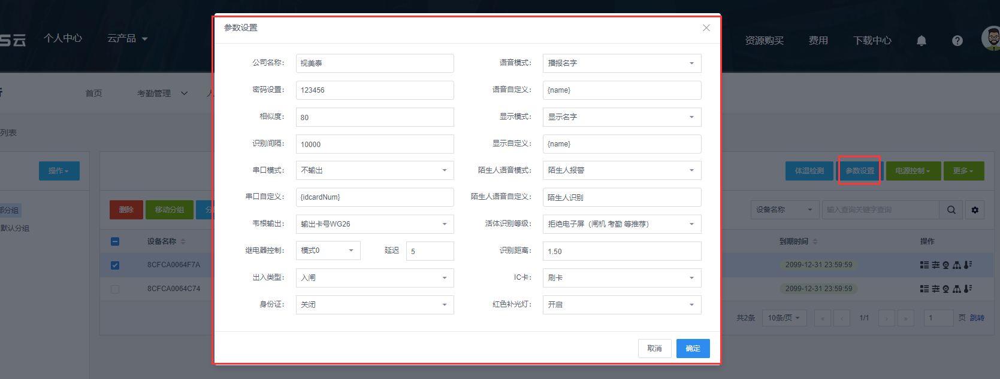 S云
个人中心
云产品
资源购买
费用
下载中心
首页
考勤管理
列表
操作
部分组
默认分组
删除
移动分组
设备名称
8CFCA0064F7A
8CFCA0064C74
参数设置
公司名称:
视美泰
语音模式:
播报名字
密码设置:
123456
语音自定义:
{name}
相似度:
80
显示模式:
显示名字
识别间隔:
10000
显示自定义:
{name}
串口模式:
不输出
陌生人语音模式:
陌生人报警
串口自定义:
{idcardNum}
陌生人语音自定义:
陌生人识别
韦根输出:
输出卡号WG26
活体识别等级:
拒绝电子屏（闸机 考勤 等推荐）
继电器控制:
模式0
延迟
5
识别距离:
1.50
出入类型:
入闸
IC卡:
刷卡
身份证:
关闭
红色补光灯:
开启
取消
确定
体温检测
参数设置
电源控制
更多
设备名称
输入查询关键字查询
到期时间
操作
2099-12-31 23:59:59
2099-12-31 23:59:59
共2条
10条/页
«
‹
1/1
›
»
1
页
跳转